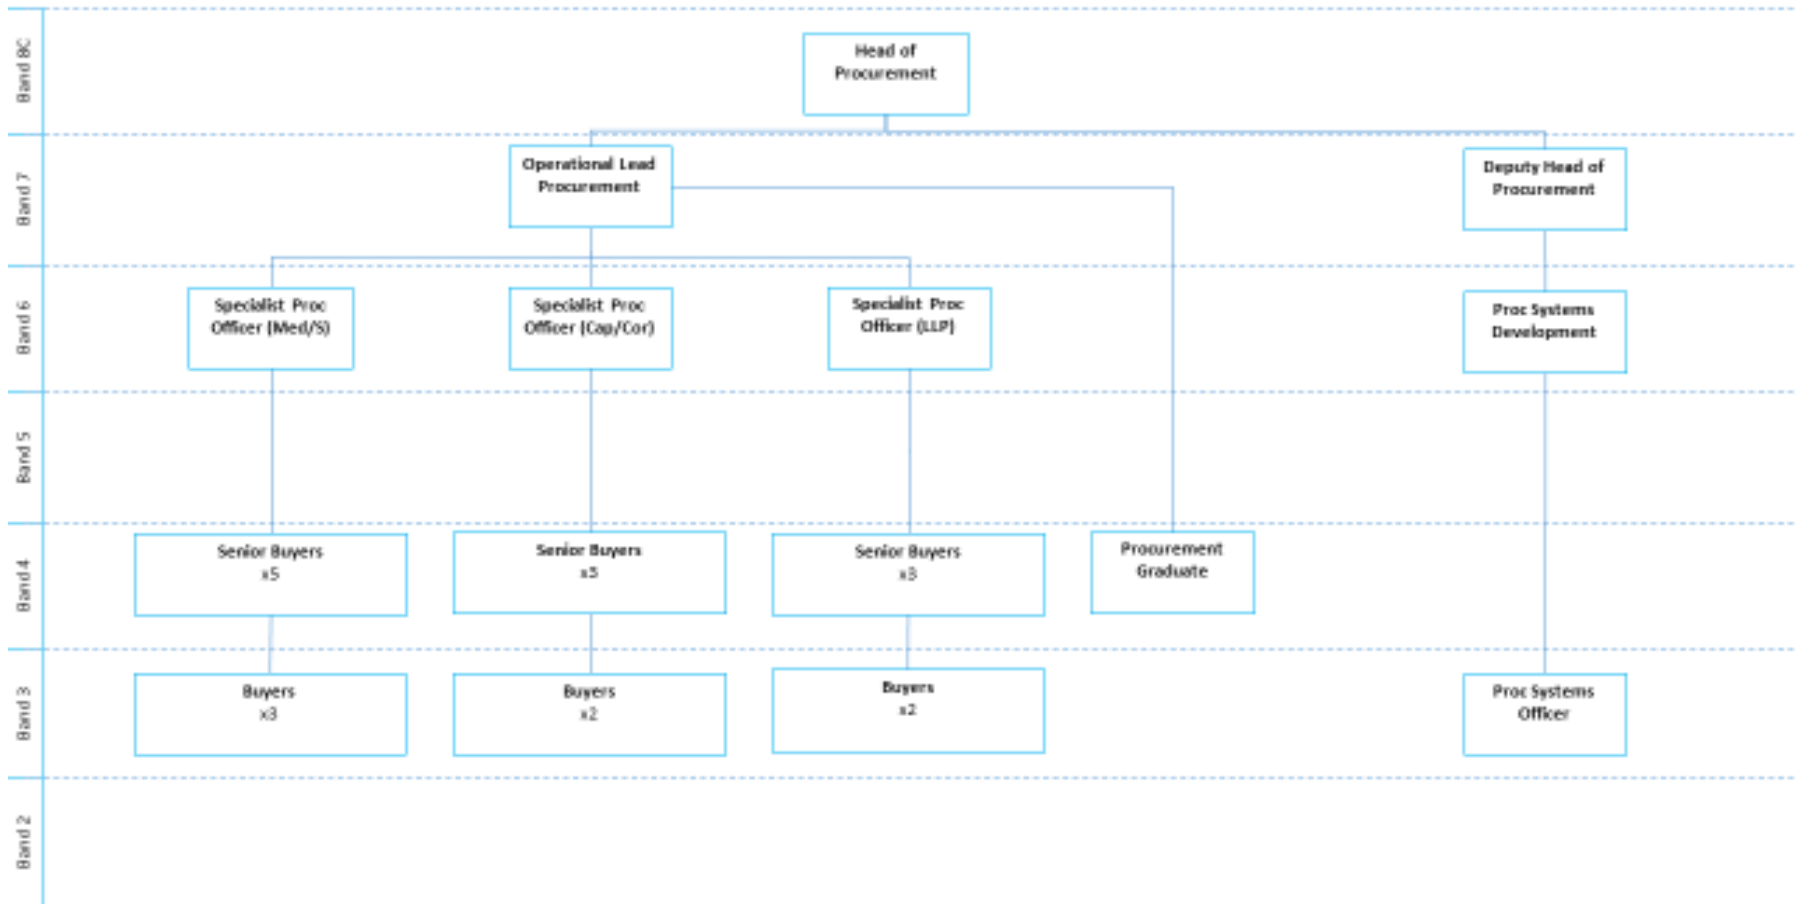 Band 8C
Head of
Procurement
Band 7
Operational Lead
Procurement
Deputy Head of
Procurement
Band 6
Specialist Proc
Officer (Med/S)
Specialist Proc
Officer (Cap/Cor)
Specialist Proc
Officer (LLP)
Proc Systems
Development
Band 5
Band 4
Senior Buyers
x5
Senior Buyers
Senior Buyers
x3
Procurement
Graduate
Band 3
Buyers
x3
Buyers
x2
Buyers
x2
Proc Systems
Officer
Band 2